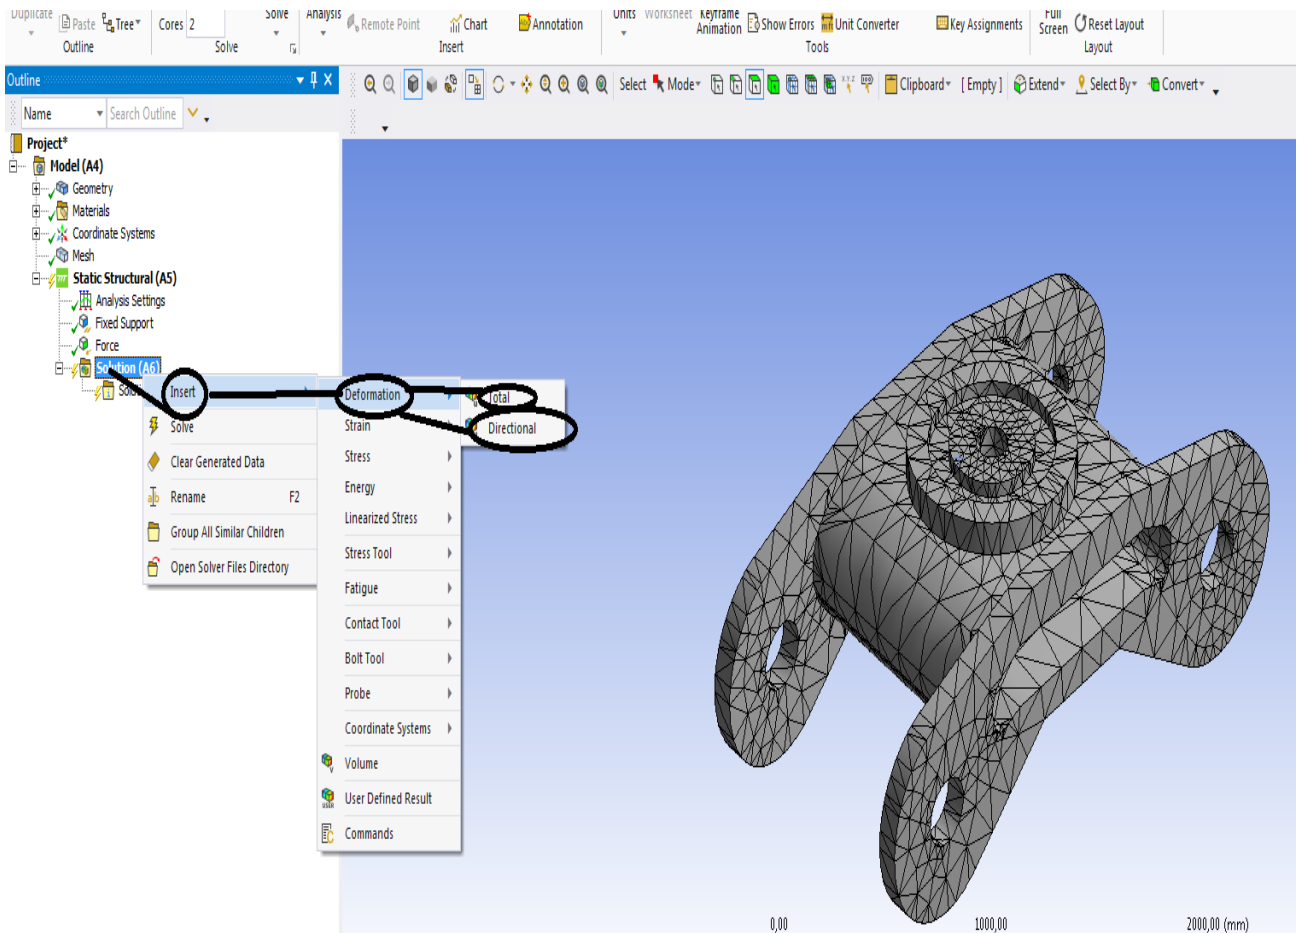 Duplicate Paste Tree Cores 2 Solve Analysis Remote Point Chart Annotation Units Worksheet Keyframe Animation Show Errors Unit Converter Key Assignments Full Screen Reset Layout
Outline Solve Insert Tools Layout
Outline
Select Mode Clipboard [ Empty ] Extend Select By Convert
Name Search Outline
Project*
Model (A4)
Geometry
Materials
Coordinate Systems
Mesh
Static Structural (A5)
Analysis Settings
Fixed Support
Force
Solution (A6)
Insert
Solve
Clear Generated Data
Rename F2
Group All Similar Children
Open Solver Files Directory
Deformation
Strain
Stress
Energy
Linearized Stress
Stress Tool
Fatigue
Contact Tool
Bolt Tool
Probe
Coordinate Systems
Volume
User Defined Result
Commands
Total
Directional
0,00 1000,00 2000,00 (mm)